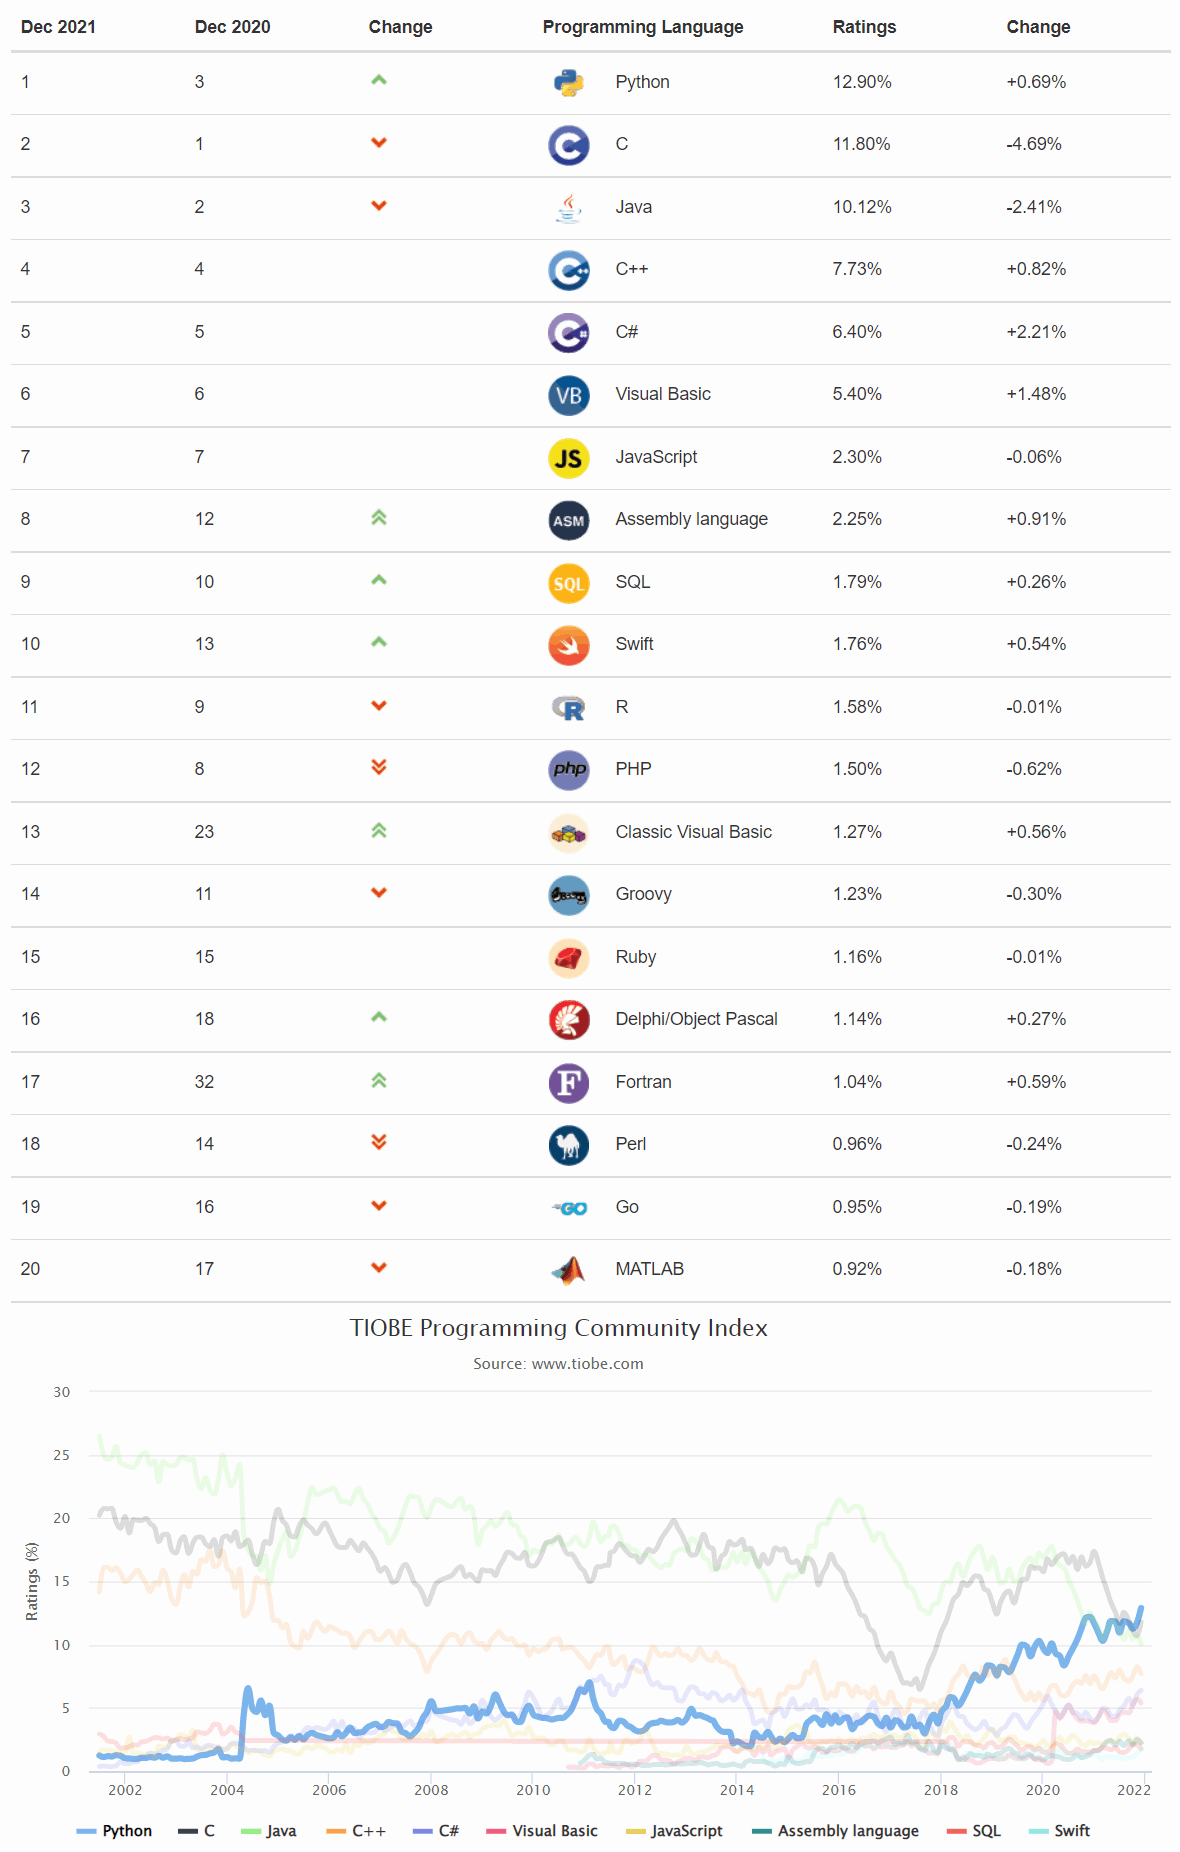 Dec 2021 Dec 2020 Change Programming Language Ratings Change
1 3 Python 12.90% +0.69%
2 1 C C 11.80% -4.69%
3 2 Java 10.12% -2.41%
4 4 C++ C++ 7.73% +0.82%
5 5 C# C# 6.40% +2.21%
6 6 VB Visual Basic 5.40% +1.48%
7 7 JS JavaScript 2.30% -0.06%
8 12 ASM Assembly language 2.25% +0.91%
9 10 SQL SQL 1.79% +0.26%
10 13 Swift 1.76% +0.54%
11 9 R R 1.58% -0.01%
12 8 php PHP 1.50% -0.62%
13 23 Classic Visual Basic 1.27% +0.56%
14 11 Groovy 1.23% -0.30%
15 15 Ruby 1.16% -0.01%
16 18 Delphi/Object Pascal 1.14% +0.27%
17 32 F Fortran 1.04% +0.59%
18 14 Perl 0.96% -0.24%
19 16 GO Go 0.95% -0.19%
20 17 MATLAB 0.92% -0.18%
TIOBE Programming Community Index
Source: www.tiobe.com
Ratings (%)
30
25
20
15
10
5
0
2002 2004 2006 2008 2010 2012 2014 2016 2018 2020 2022
Python C Java C++ C# Visual Basic JavaScript Assembly language SQL Swift